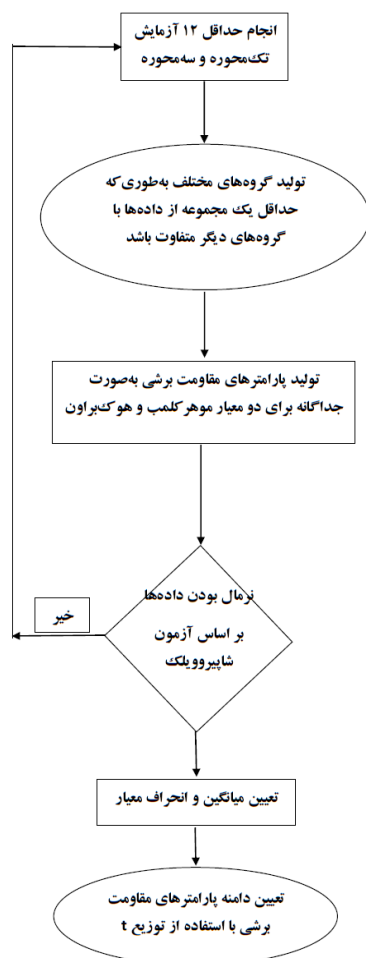 انجام حداقل ۱۲ آزمایش
تک‌محوره و سه‌محوره
تولید گروه‌های مختلف به‌طوری‌که
حداقل یک مجموعه از داده‌ها با
گروه‌های دیگر متفاوت باشد
تولید پارامترهای مقاومت برشی به‌صورت
جداگانه برای دو معیار موهرکلمب و هوک‌براون
نرمال بودن داده‌ها
بر اساس آزمون
شاپیروویلک
خیر
تعیین میانگین و انحراف معیار
تعیین دامنه پارامترهای مقاومت
برشی با استفاده از توزیع t